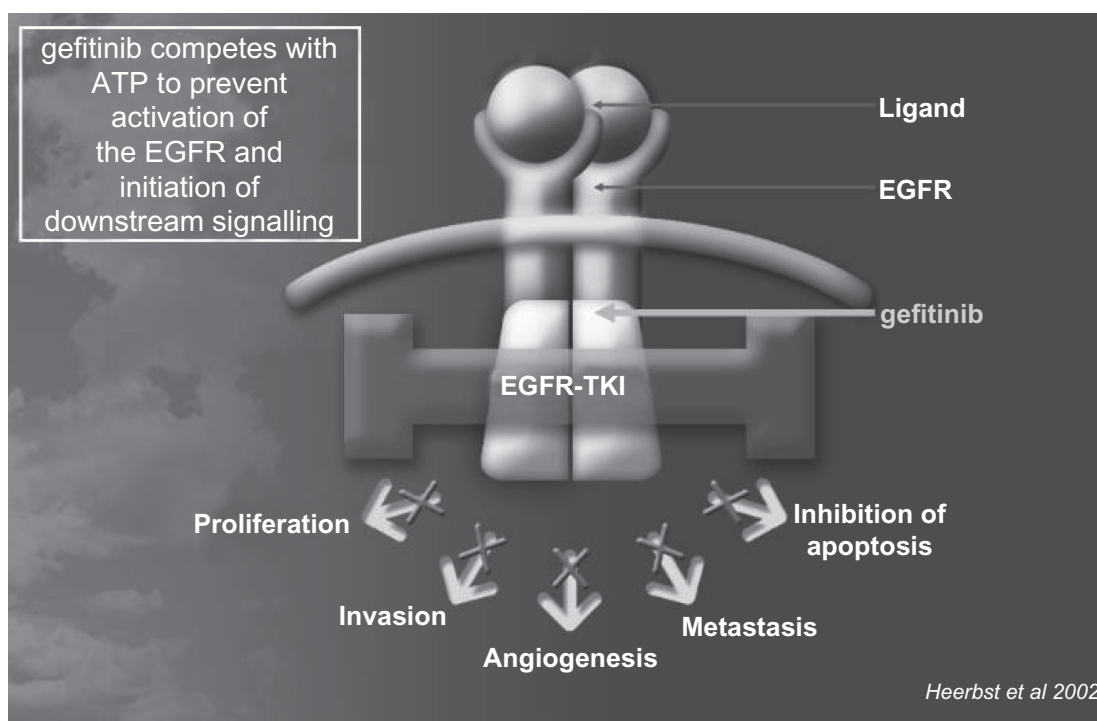 gefitinib competes with
ATP to prevent
activation of
the EGFR and
initiation of
downstream signalling
Ligand
EGFR
gefitinib
EGFR-TKI
Proliferation
Inhibition of
apoptosis
Invasion
Metastasis
Angiogenesis
Heerbst et al 2002